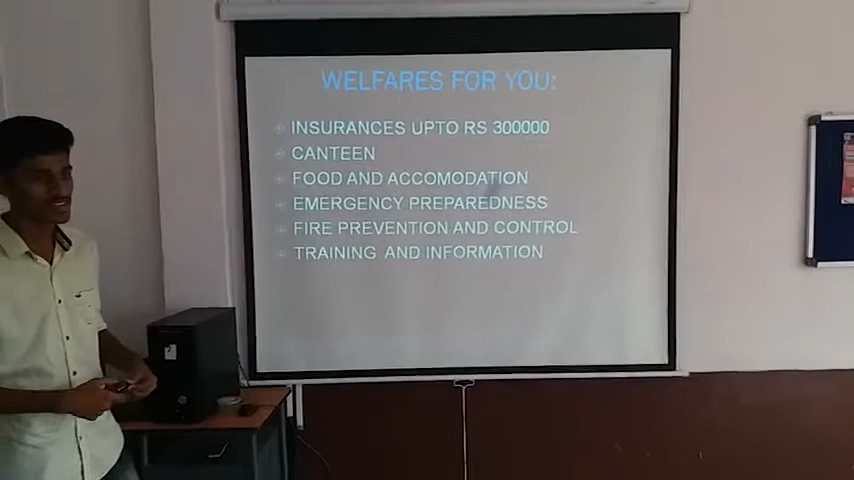 WELFARES FOR YOU:
INSURANCES UPTO RS 300000
CANTEEN
FOOD AND ACCOMODATION
EMERGENCY PREPAREDNESS
FIRE PREVENTION AND CONTROL
TRAINING AND INFORMATION